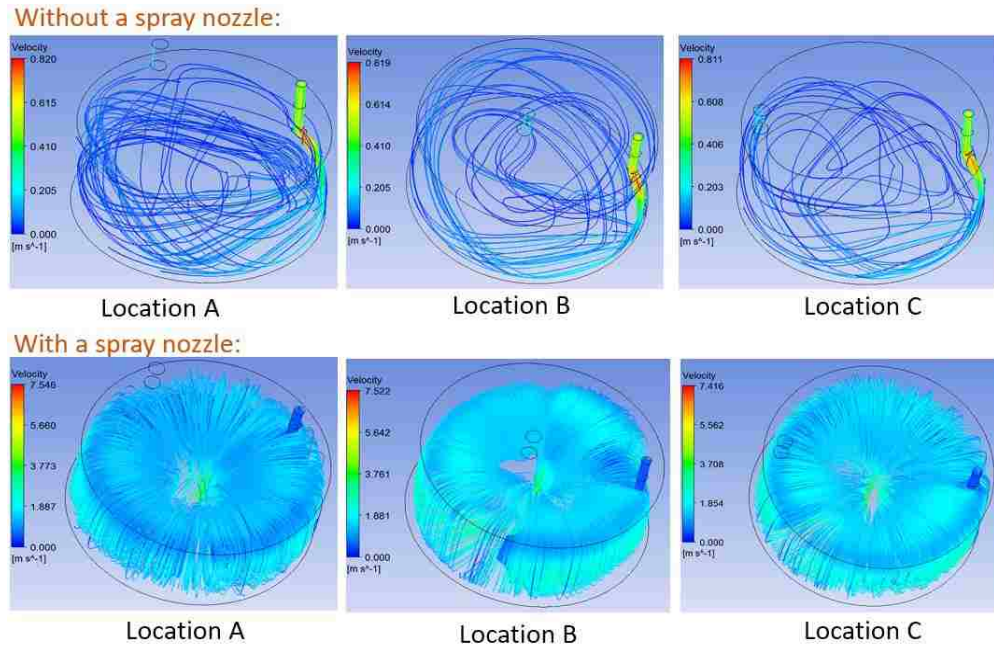 Without a spray nozzle:
Velocity
0.820
0.615
0.410
0.205
0.000
[m s^-1]
Location A
Velocity
0.819
0.614
0.410
0.205
0.000
[m s^-1]
Location B
Velocity
0.811
0.608
0.406
0.203
0.000
[m s^-1]
Location C
With a spray nozzle:
Velocity
7.546
5.660
3.773
1.887
0.000
[m s^-1]
Location A
Velocity
7.522
5.642
3.761
1.881
0.000
[m s^-1]
Location B
Velocity
7.416
5.562
3.708
1.854
0.000
[m s^-1]
Location C